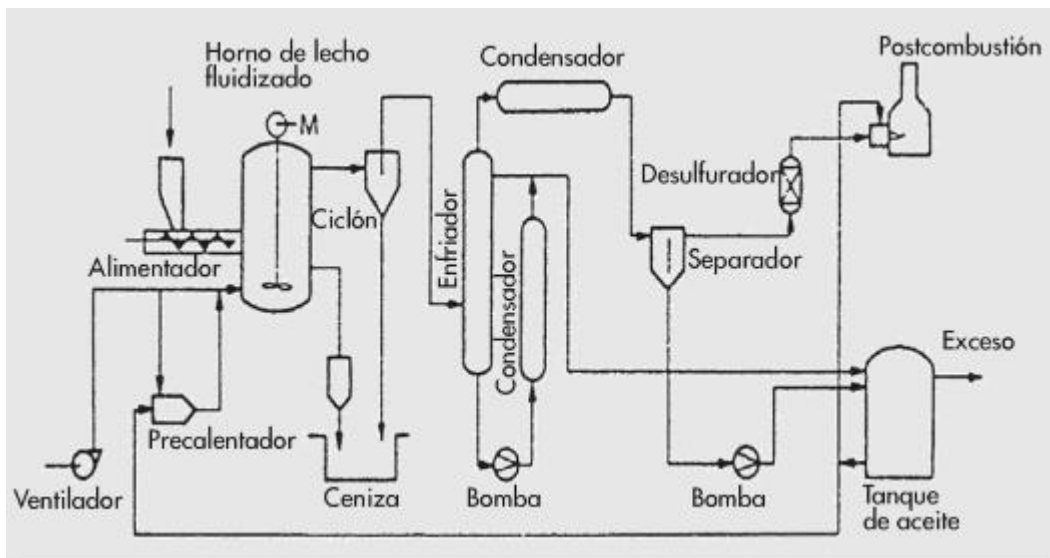 Horno de lecho
fluidizado
M
Condensador
Postcombustión
Ciclón
Alimentador
Enfriador
Condensador
Desulfurador
Separador
Precalentador
Ventilador
Ceniza
Bomba
Bomba
Exceso
Tanque
de aceite